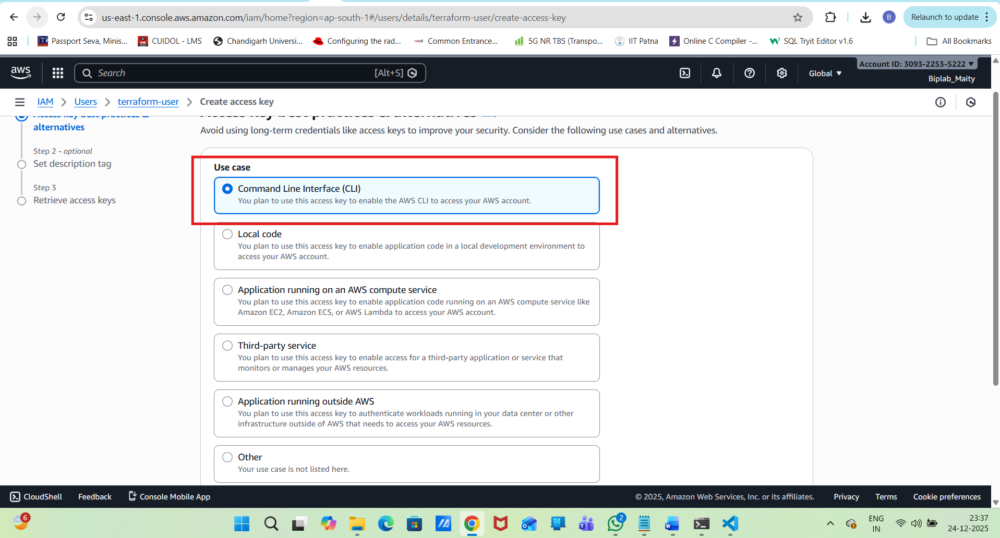 us-east-1.console.aws.amazon.com/iam/home?region=ap-south-1#/users/details/terraform-user/create-access-key
B
Relaunch to update
Passport Seva, Minis...
CUIDOL - LMS
Chandigarh Universi...
Configuring the rad...
Common Entrance...
5G NR TBS (Transpo...
IIT Patna
Online C Compiler -...
SQL Tryit Editor v1.6
All Bookmarks
aws
Search
[Alt+S]
Global
Account ID: 3093-2253-5222
Biplab_Maity
IAM
Users
terraform-user
Create access key
Access key best practices &
alternatives
Step 2 - optional
Set description tag
Step 3
Retrieve access keys
Access key best practices & alternatives
Avoid using long-term credentials like access keys to improve your security. Consider the following use cases and alternatives.
Use case
Command Line Interface (CLI)
You plan to use this access key to enable the AWS CLI to access your AWS account.
Local code
You plan to use this access key to enable application code in a local development environment to
access your AWS account.
Application running on an AWS compute service
You plan to use this access key to enable application code running on an AWS compute service like
Amazon EC2, Amazon ECS, or AWS Lambda to access your AWS account.
Third-party service
You plan to use this access key to enable access for a third-party application or service that
monitors or manages your AWS resources.
Application running outside AWS
You plan to use this access key to authenticate workloads running in your data center or other
infrastructure outside of AWS that needs to access your AWS resources.
Other
Your use case is not listed here.
CloudShell
Feedback
Console Mobile App
© 2025, Amazon Web Services, Inc. or its affiliates.
Privacy
Terms
Cookie preferences
6
2
ENG
IN
23:37
24-12-2025